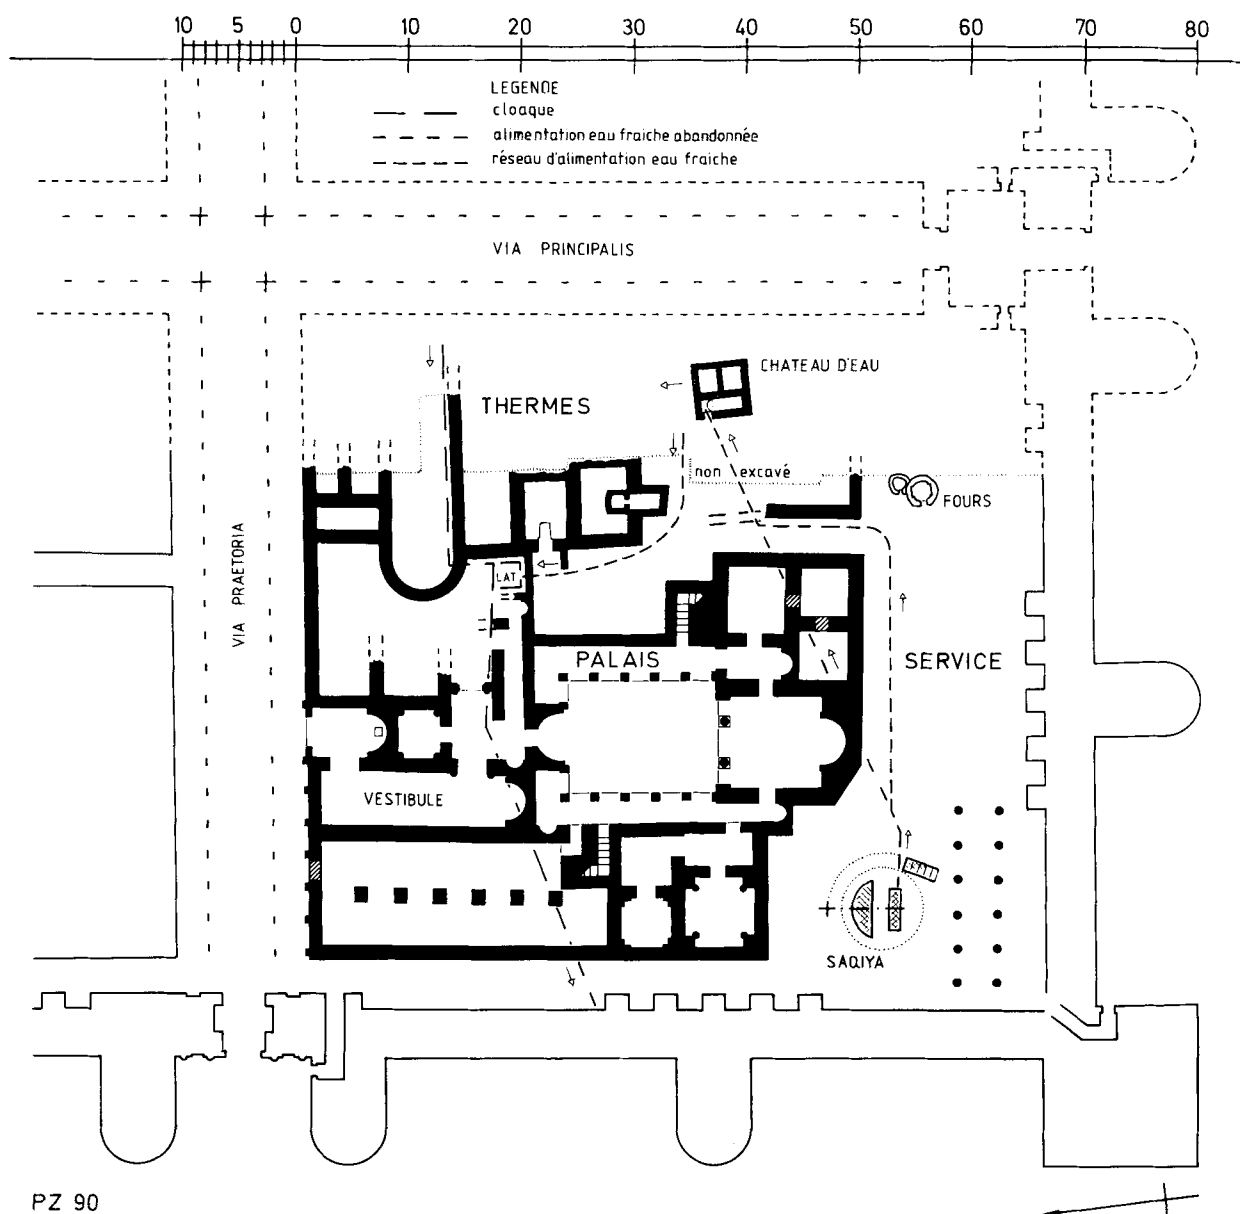 10 5 0 10 20 30 40 50 60 70 80
LEGENDE
cloaque
alimentation eau fraiche abandonnée
réseau d'alimentation eau fraiche
VIA PRINCIPALIS
CHATEAU D'EAU
THERMES
non excavé
FOURS
VIA PRAETORIA
LAT.
PALAIS
SERVICE
VESTIBULE
SAQIYA
PZ 90